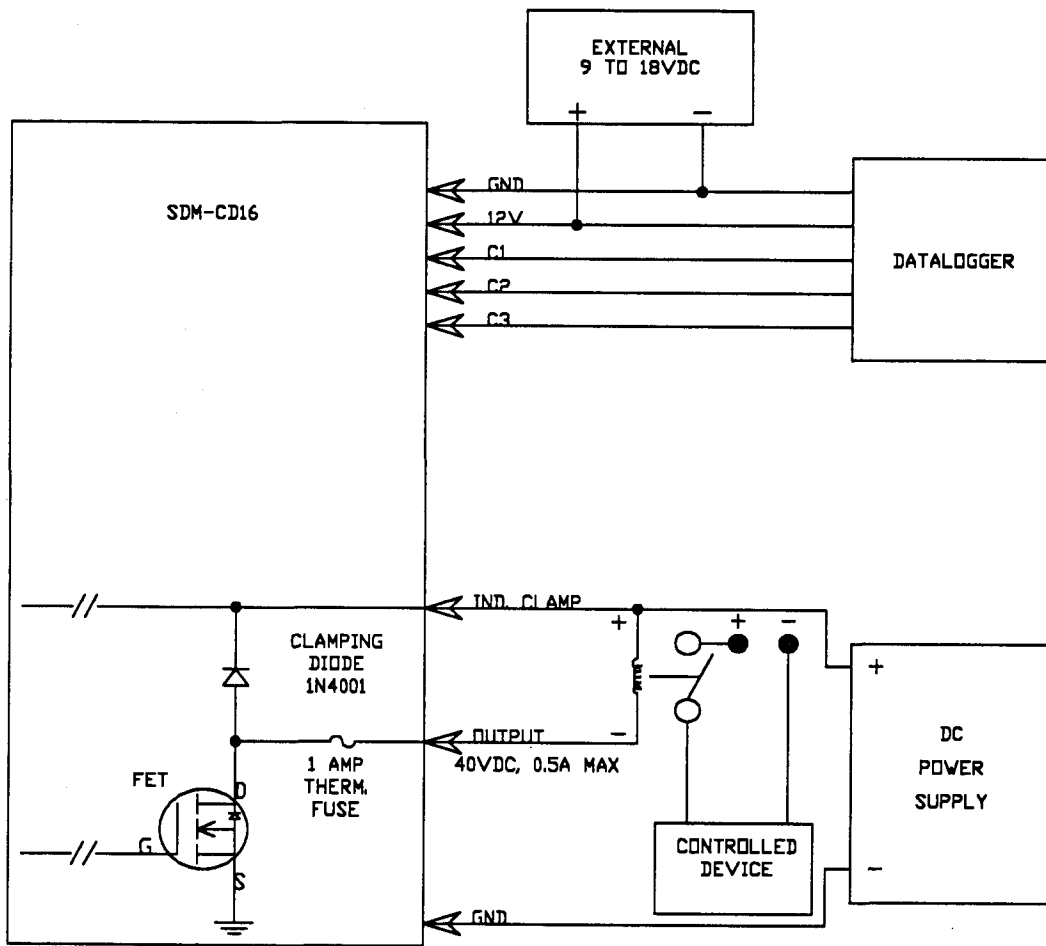 EXTERNAL
9 TO 18VDC
+ -
SDM-CD16
GND
12V
C1
C2
C3
DATALOGGER
IND. CLAMP
+
+ -
CLAMPING
DIODE
1N4001
+
-
OUTPUT
40VDC, 0.5A MAX
1 AMP
THERM.
FUSE
DC
POWER
SUPPLY
FET
D
G
S
CONTROLLED
DEVICE
-
GND